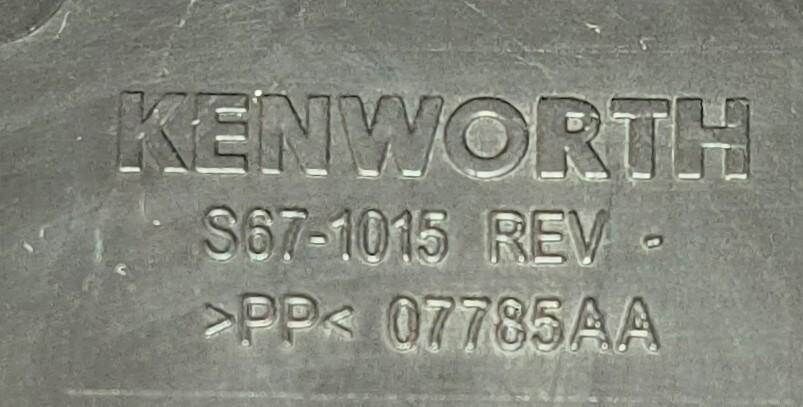 KENWORTH
S67-1015 REV -
>PP< 07785AA